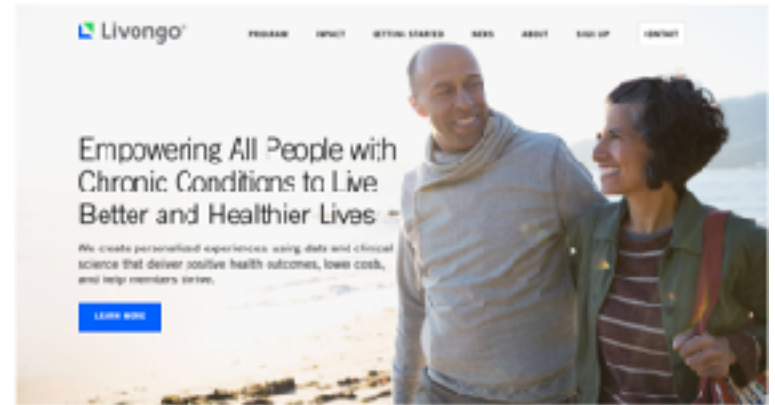 Livongo
PROGRAM IMPACT GETTING STARTED NEWS ABOUT SIGN UP CONTACT
Empowering All People with
Chronic Conditions to Live
Better and Healthier Lives
We create personalized experiences using data and clinical
science that deliver positive health outcomes, lower costs,
and help members thrive.
LEARN MORE